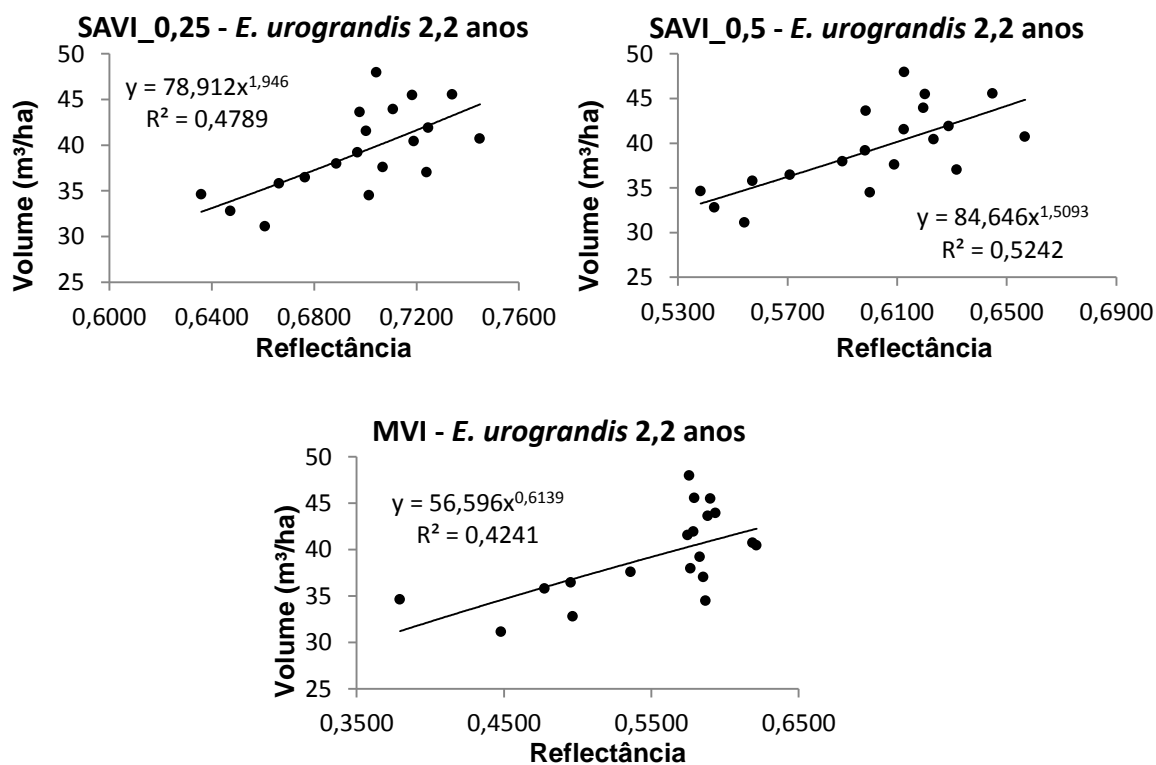 SAVI_0,25 - E. urograndis 2,2 anos
50
45
40
35
30
25
Volume (m³/ha)
y = 78,912x^1,946
R² = 0,4789
0,6000 0,6400 0,6800 0,7200 0,7600
Reflectância
SAVI_0,5 - E. urograndis 2,2 anos
50
45
40
35
30
25
Volume (m³/ha)
y = 84,646x^1,5093
R² = 0,5242
0,5300 0,5700 0,6100 0,6500 0,6900
Reflectância
MVI - E. urograndis 2,2 anos
50
45
40
35
30
25
Volume (m³/ha)
y = 56,596x^0,6139
R² = 0,4241
0,3500 0,4500 0,5500 0,6500
Reflectância